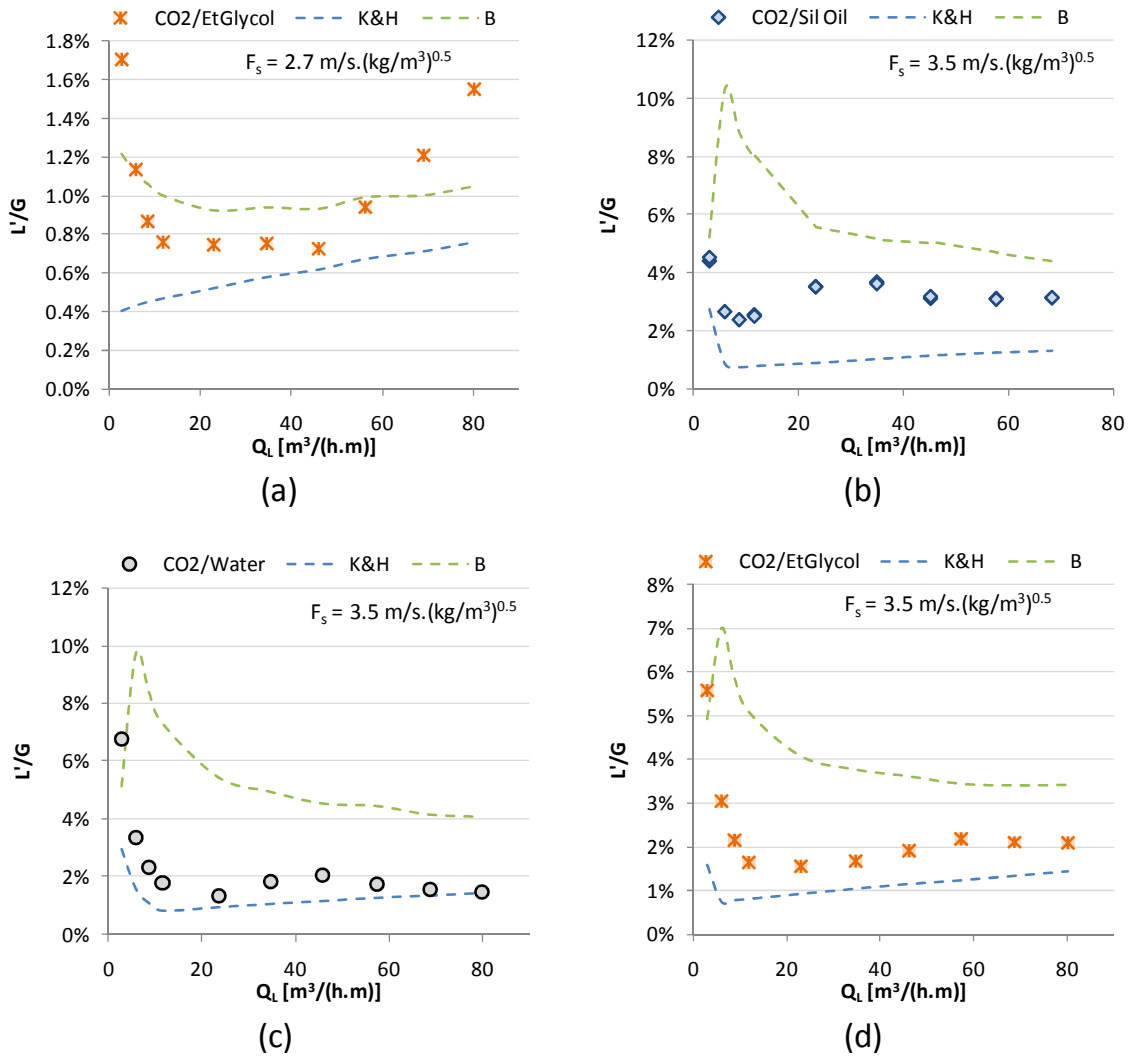 CO2/EtGlycol K&H B
F_s = 2.7 m/s.(kg/m³)^0.5
L'/G
1.8%
1.6%
1.4%
1.2%
1.0%
0.8%
0.6%
0.4%
0.2%
0.0%
0 20 40 60 80
Q_L [m³/(h.m)]
(a)
CO2/Sil Oil K&H B
F_s = 3.5 m/s.(kg/m³)^0.5
L'/G
12%
10%
8%
6%
4%
2%
0%
0 20 40 60 80
Q_L [m³/(h.m)]
(b)
CO2/Water K&H B
F_s = 3.5 m/s.(kg/m³)^0.5
L'/G
12%
10%
8%
6%
4%
2%
0%
0 20 40 60 80
Q_L [m³/(h.m)]
(c)
CO2/EtGlycol K&H B
F_s = 3.5 m/s.(kg/m³)^0.5
L'/G
8%
7%
6%
5%
4%
3%
2%
1%
0%
0 20 40 60 80
Q_L [m³/(h.m)]
(d)